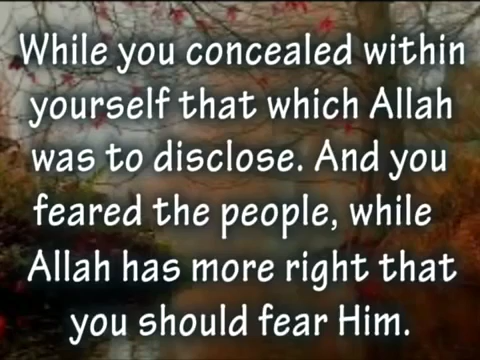 While you concealed within
yourself that which Allah
was to disclose. And you
feared the people, while
Allah has more right that
you should fear Him.